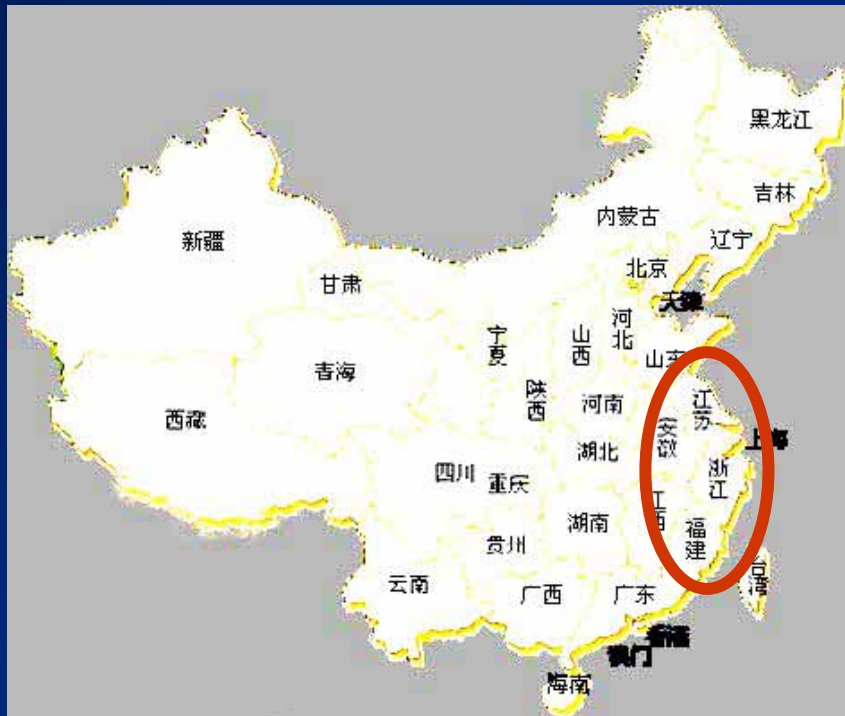 黑龙江
吉林
内蒙古
辽宁
新疆
北京
甘肃
天津
河北
宁夏
山西
山东
青海
陕西
河南
江苏
西藏
安徽
上海
湖北
四川
重庆
浙江
江西
湖南
福建
贵州
云南
广西
广东
台湾
香港
澳门
海南